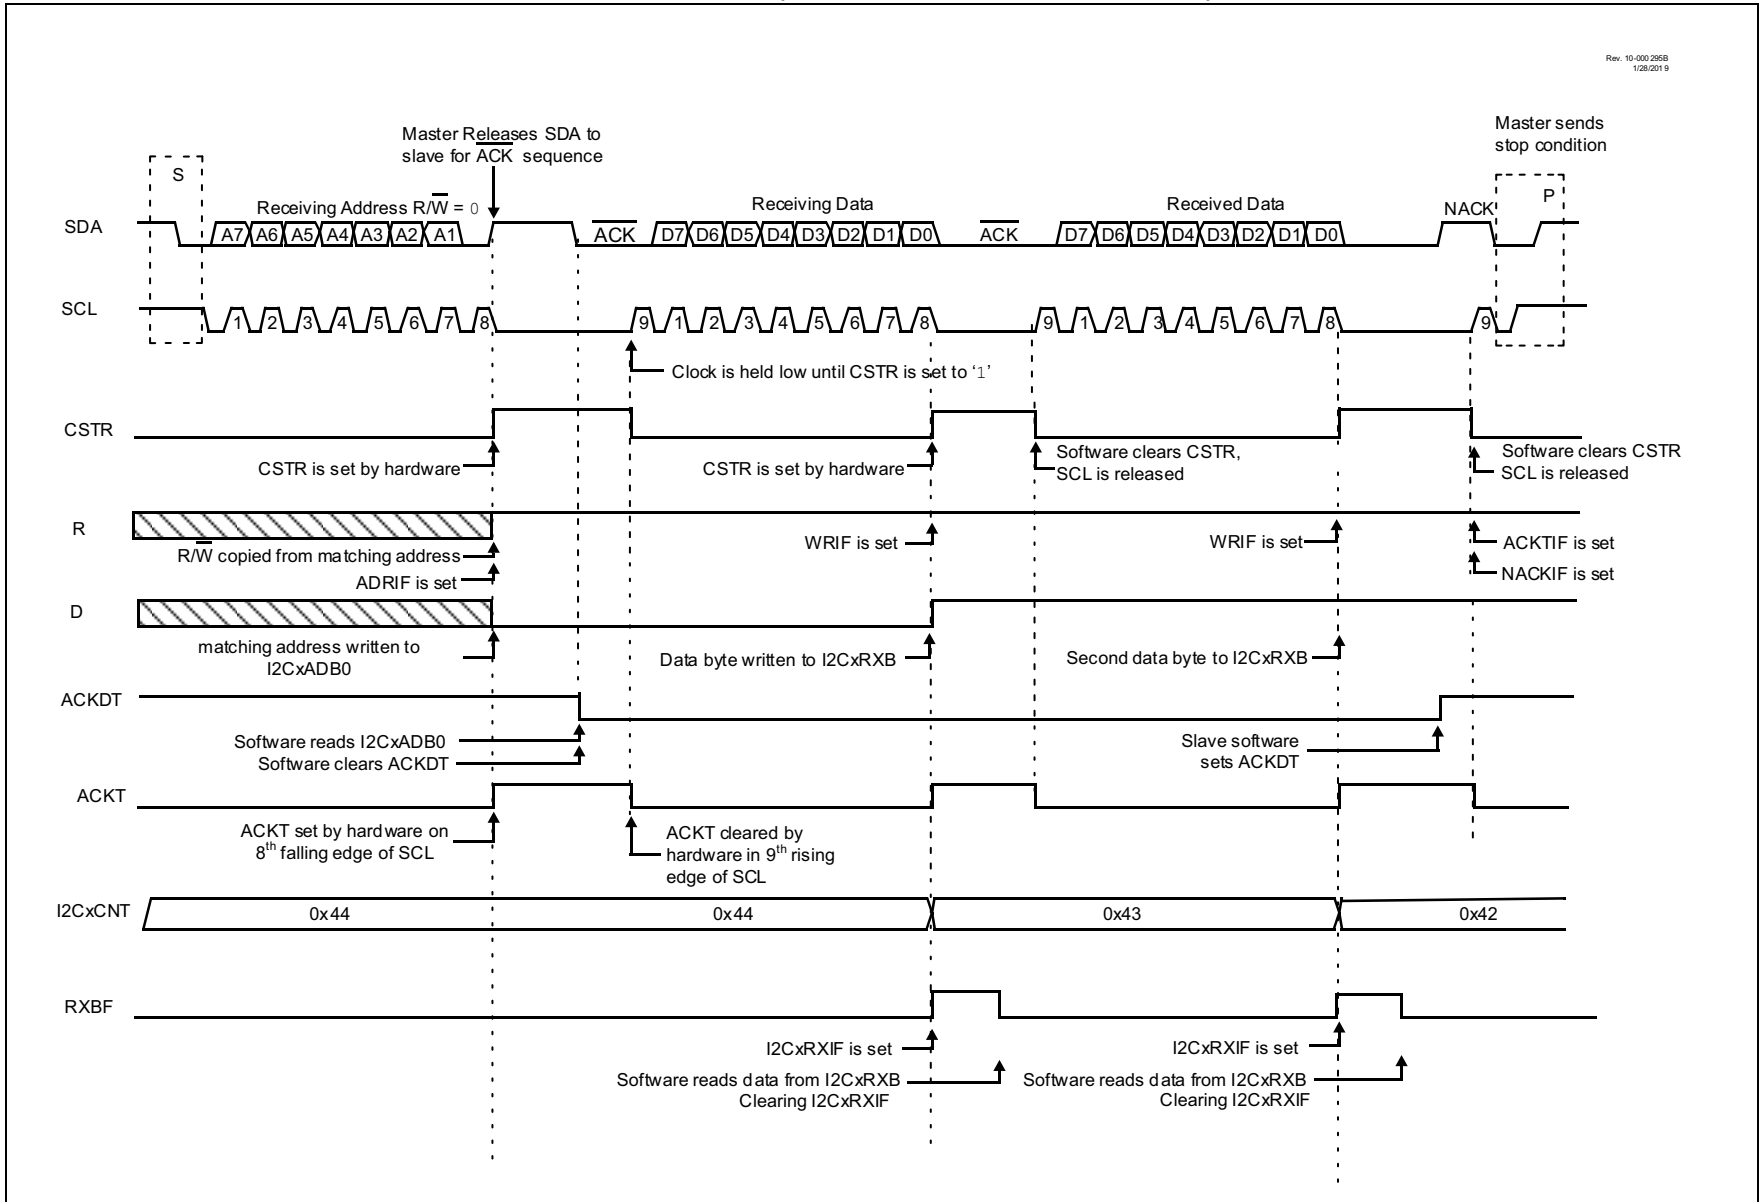 Rev. 10-000 295B
1/28/201 9
Master Releases SDA to
slave for ACK sequence
Master sends
stop condition
S
P
Receiving Address R/W = 0
Receiving Data
Received Data
NACK
SDA
A7 A6 A5 A4 A3 A2 A1
ACK
D7 D6 D5 D4 D3 D2 D1 D0
ACK
D7 D6 D5 D4 D3 D2 D1 D0
SCL
1 2 3 4 5 6 7 8
9 1 2 3 4 5 6 7 8
9 1 2 3 4 5 6 7 8
9
Clock is held low until CSTR is set to ‘1’
CSTR
CSTR is set by hardware
CSTR is set by hardware
Software clears CSTR,
SCL is released
Software clears CSTR
SCL is released
R
R/W copied from matching address
ADRIF is set
WRIF is set
WRIF is set
ACKTIF is set
NACKIF is set
D
matching address written to
I2CxADB0
Data byte written to I2CxRXB
Second data byte to I2CxRXB
ACKDT
Software reads I2CxADB0
Software clears ACKDT
Slave software
sets ACKDT
ACKT
ACKT set by hardware on
8th falling edge of SCL
ACKT cleared by
hardware in 9th rising
edge of SCL
I2CxCNT
0x44
0x44
0x43
0x42
RXBF
I2CxRXIF is set
I2CxRXIF is set
Software reads data from I2CxRXB
Clearing I2CxRXIF
Software reads data from I2CxRXB
Clearing I2CxRXIF